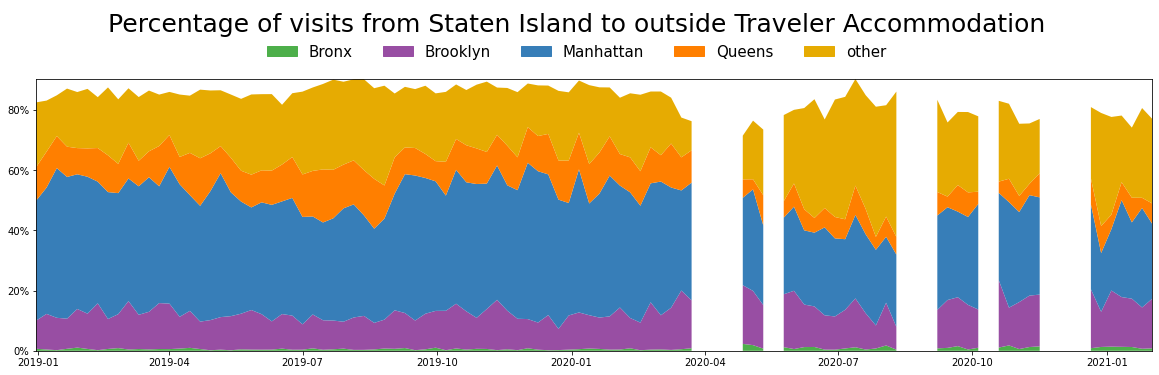 Percentage of visits from Staten Island to outside Traveler Accommodation
Bronx Brooklyn Manhattan Queens other
80%
60%
40%
20%
0%
2019-01 2019-04 2019-07 2019-10 2020-01 2020-04 2020-07 2020-10 2021-01